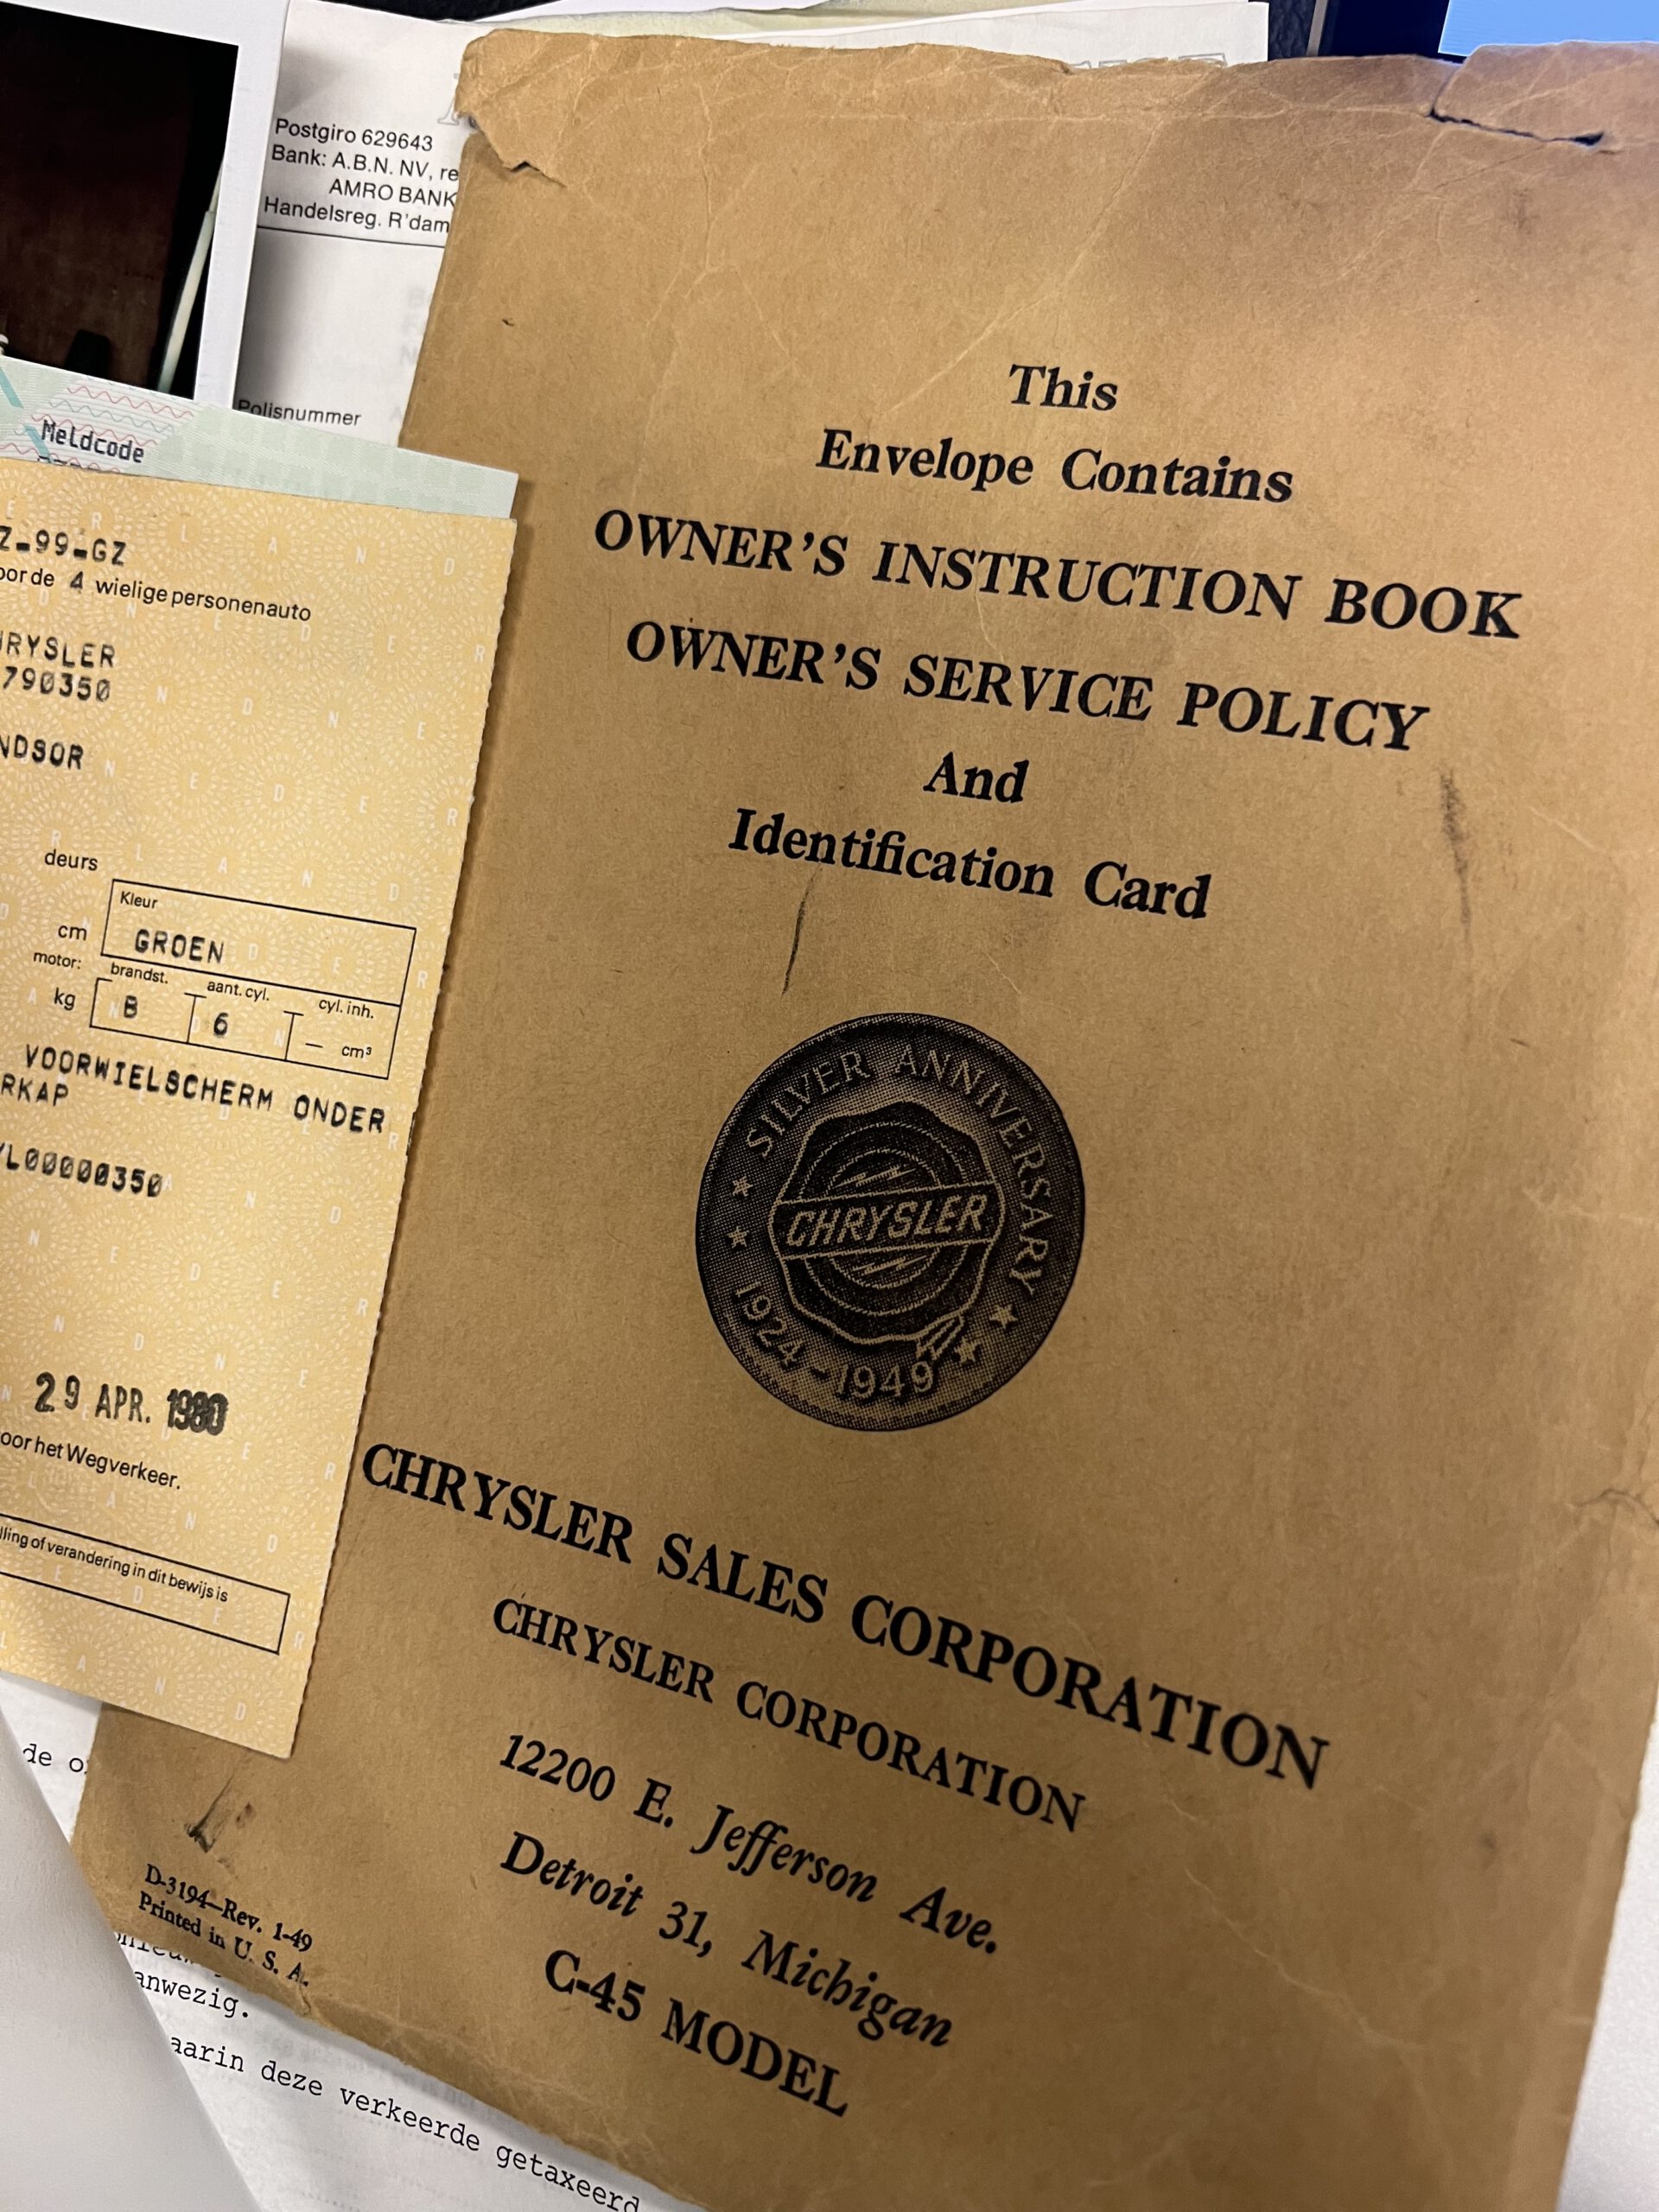 Postgiro 629643
Bank: A.B.N. NV, re
AMRO BANK
Handelsreg. R'dam
Polisnummer
Meldcode
Z-99-GZ
oor de 4 wielige personenauto
HRYSLER
790350
NDSOR
deurs
Kleur
cm
GROEN
motor:
brandst.
aant. cyl.
cyl. inh.
kg
B
6
— cm³
VOORWIELSCHERM ONDER
RKAP
YL00000350
29 APR. 1980
oor het Wegverkeer.
lling of verandering in dit bewijs is
This
Envelope Contains
OWNER'S INSTRUCTION BOOK
OWNER'S SERVICE POLICY
And
Identification Card
SILVER ANNIVERSARY
CHRYSLER
1924-1949
CHRYSLER SALES CORPORATION
CHRYSLER CORPORATION
12200 E. Jefferson Ave.
Detroit 31, Michigan
C-45 MODEL
D-3194—Rev. 1-49
Printed in U. S. A.
de o
anwezig.
aarin deze verkeerde getaxeerd